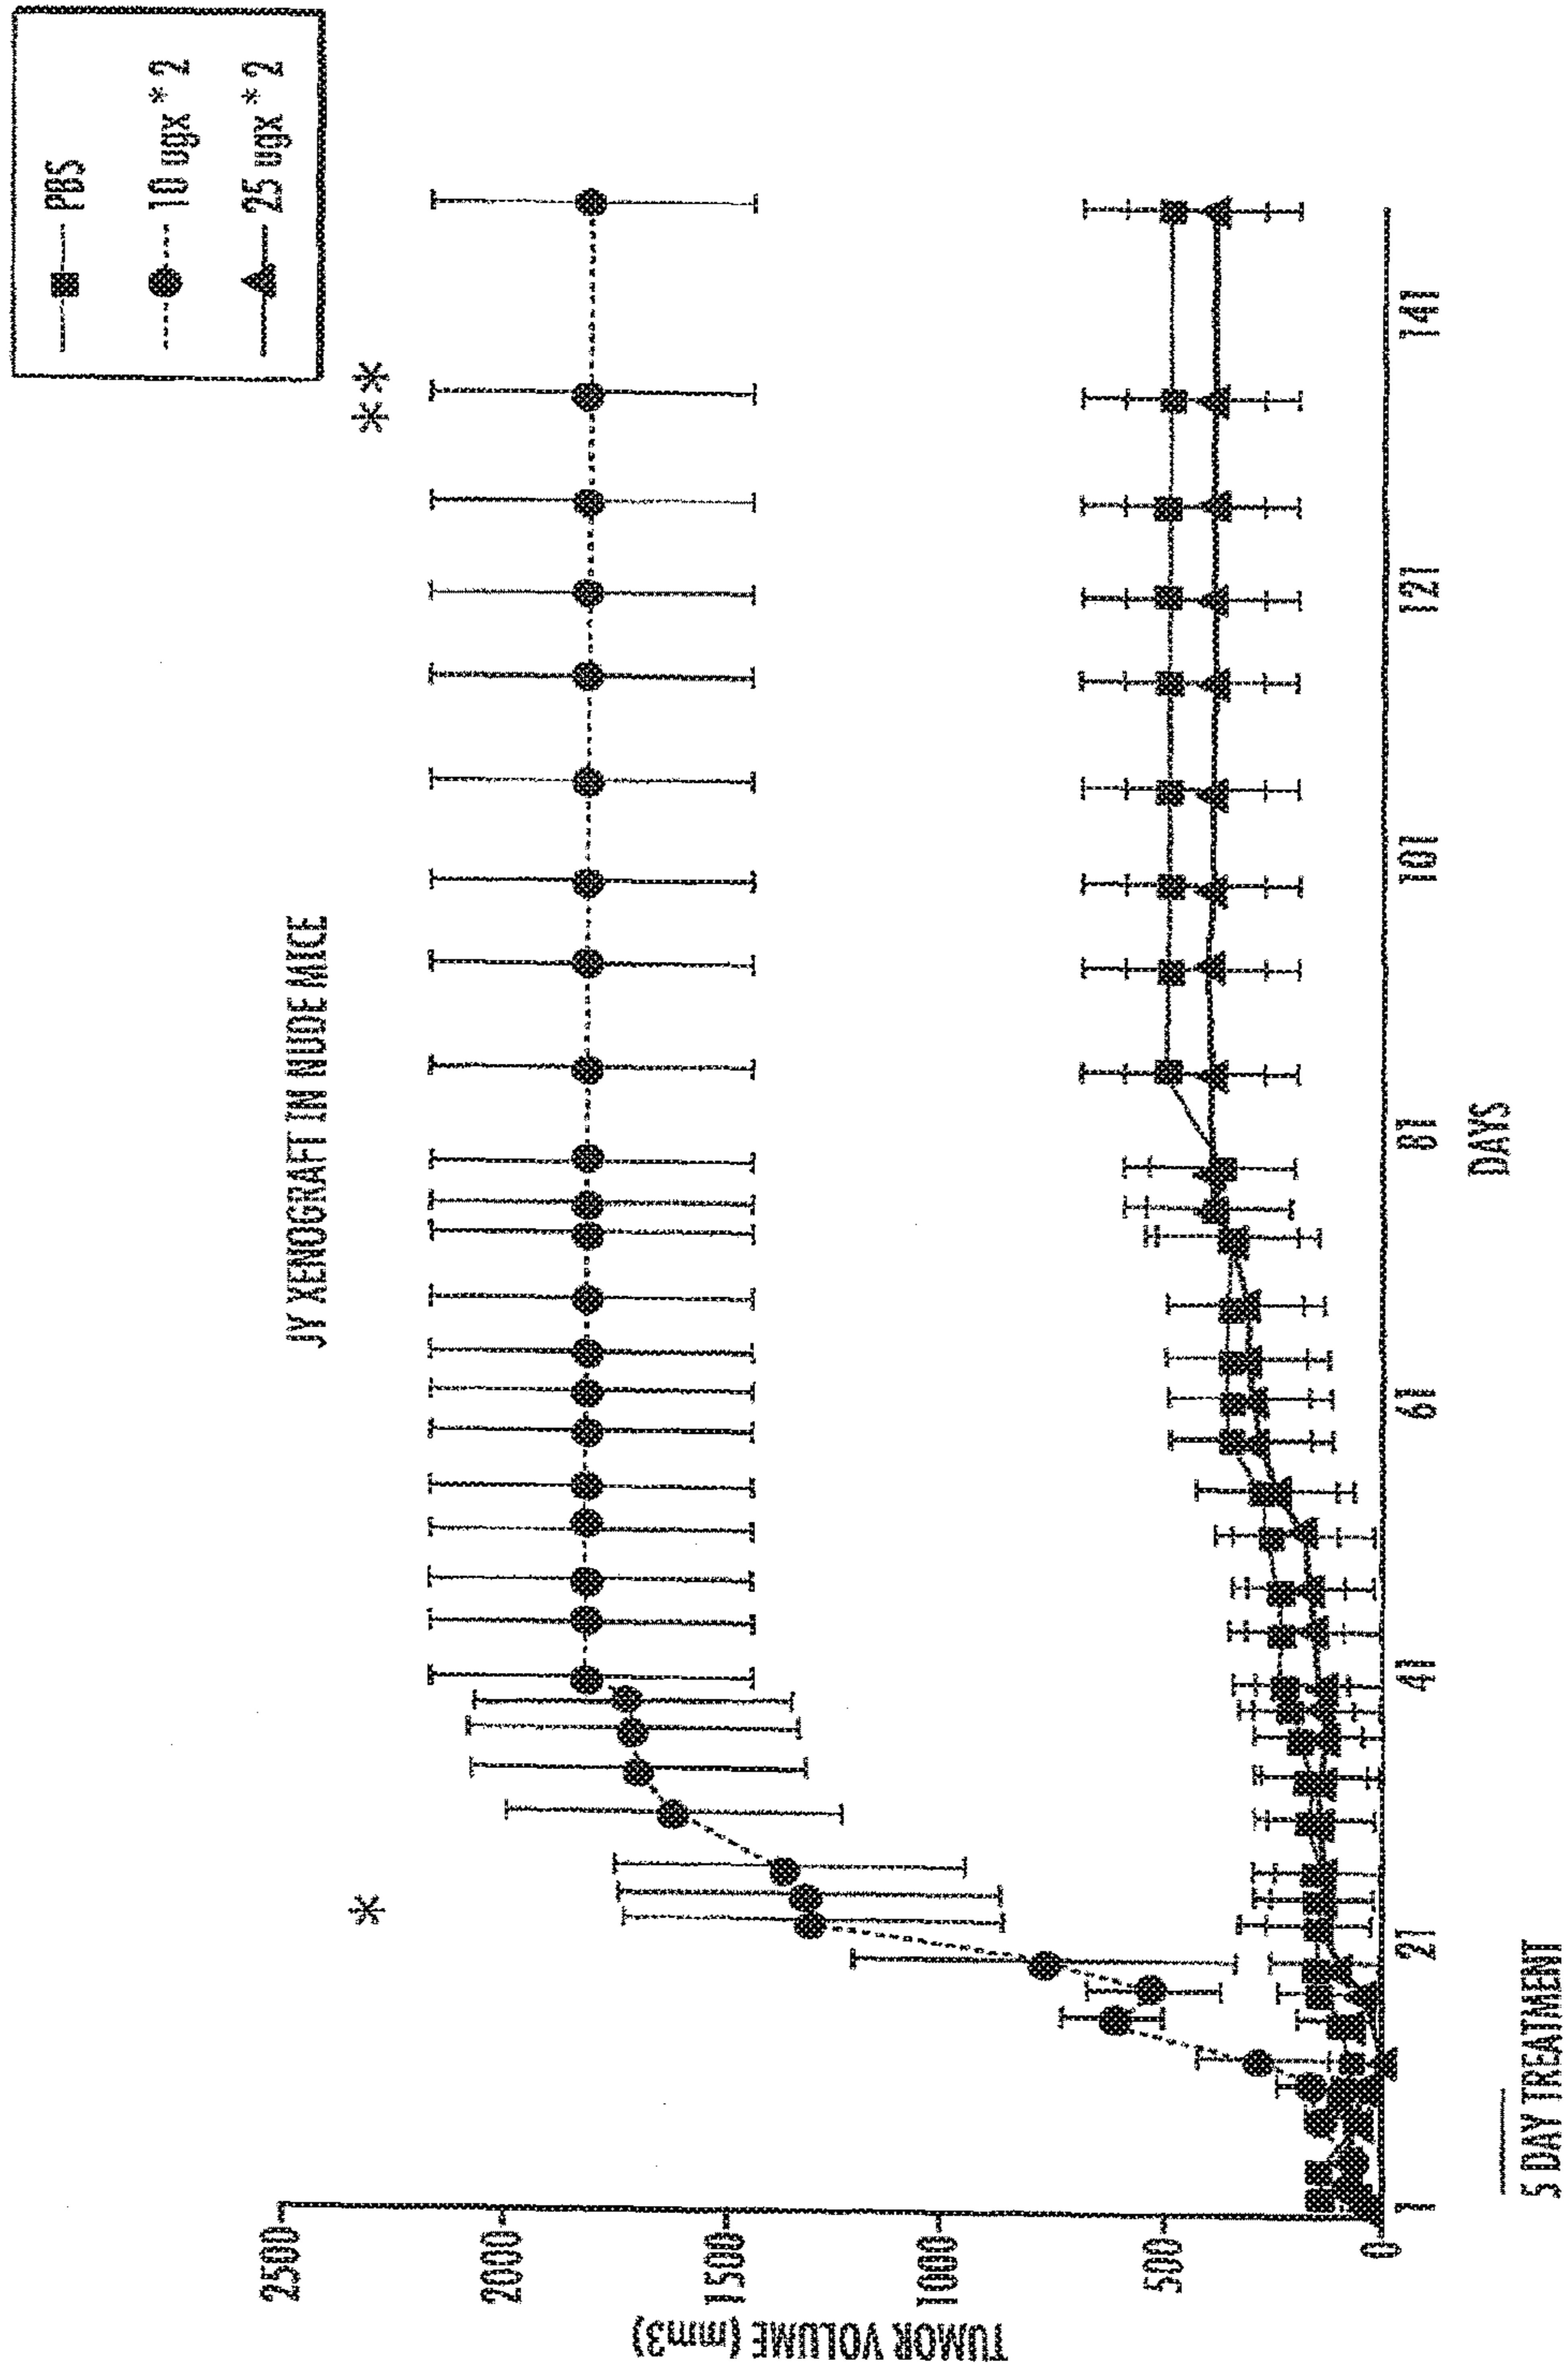 JY XENOGRAFT IN NUDE MICE
PBS
10 ugx * 2
25 ugx * 2
*
**
TUMOR VOLUME (mm3)
2500
2000
1500
1000
500
0
1
21
41
61
81
101
121
141
DAYS
5 DAY TREATMENT